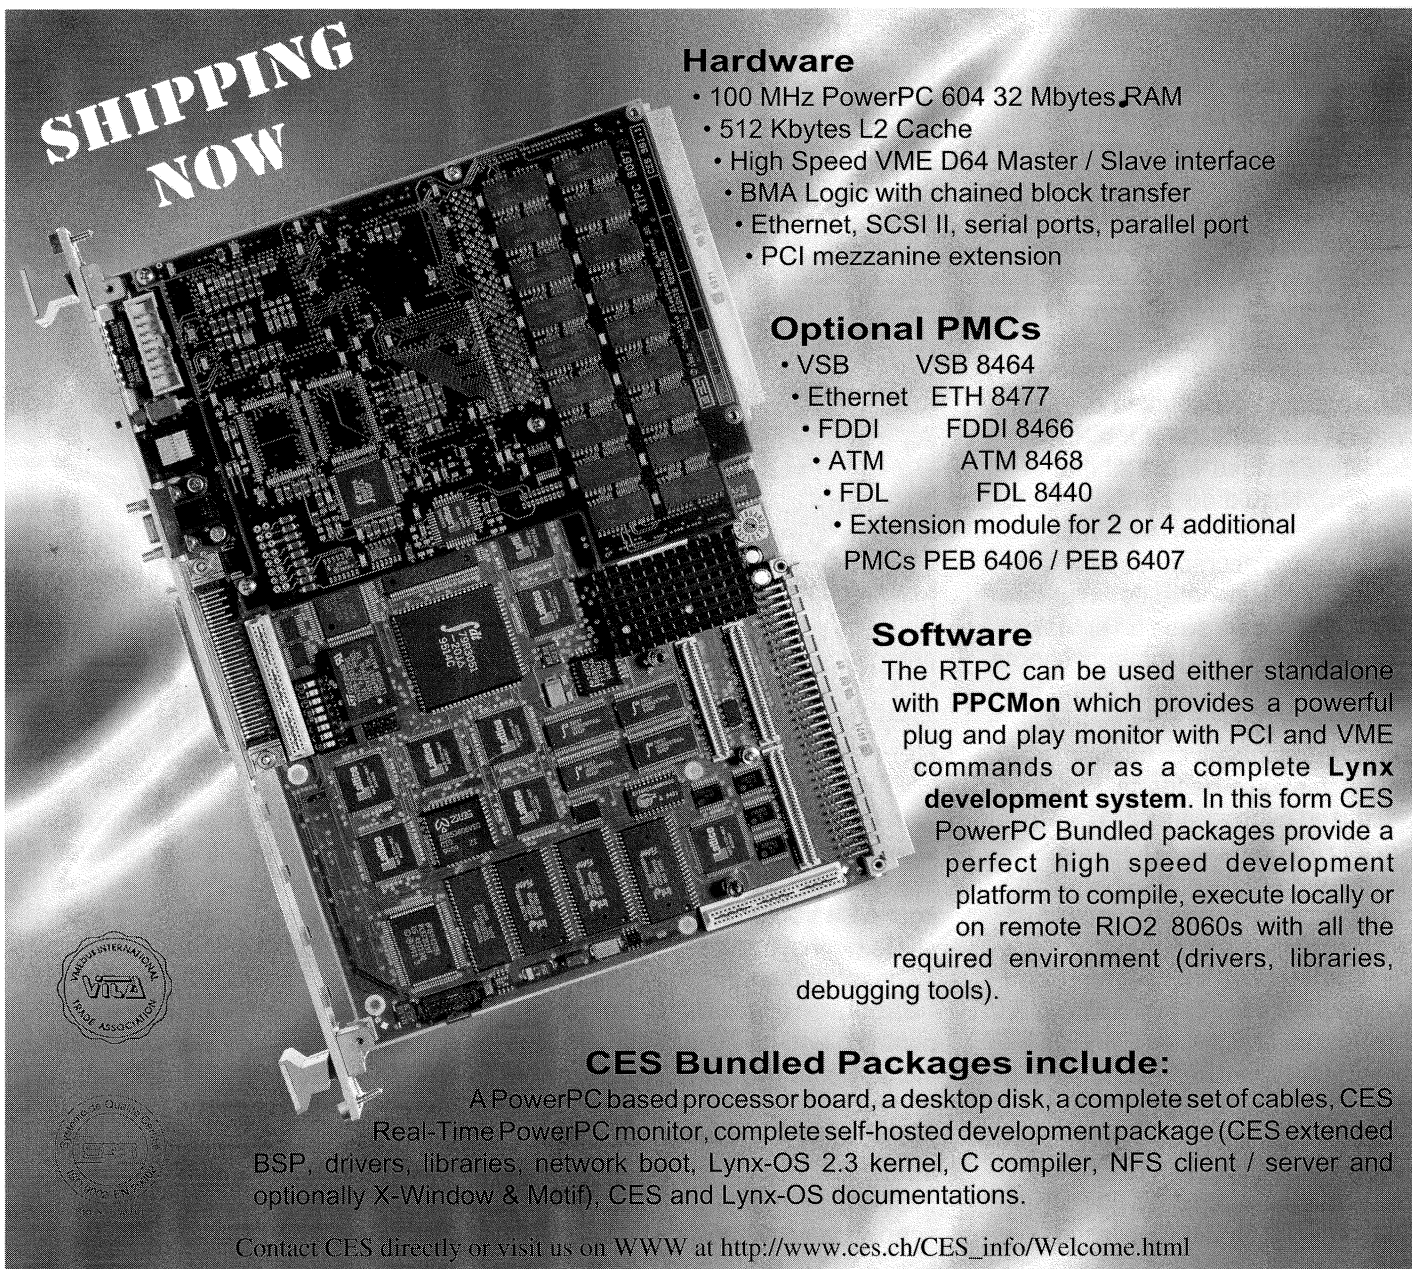 SHIPPING
NOW
Hardware
• 100 MHz PowerPC 604 32 Mbytes RAM
• 512 Kbytes L2 Cache
• High Speed VME D64 Master / Slave interface
• BMA Logic with chained block transfer
• Ethernet, SCSI II, serial ports, parallel port
• PCI mezzanine extension
Optional PMCs
• VSB VSB 8464
• Ethernet ETH 8477
• FDDI FDDI 8466
• ATM ATM 8468
• FDL FDL 8440
• Extension module for 2 or 4 additional
PMCs PEB 6406 / PEB 6407
Software
The RTPC can be used either standalone
with PPCMon which provides a powerful
plug and play monitor with PCI and VME
commands or as a complete Lynx
development system. In this form CES
PowerPC Bundled packages provide a
perfect high speed development
platform to compile, execute locally or
on remote RIO2 8060s with all the
required environment (drivers, libraries,
debugging tools).
VMEBUS INTERNATIONAL
VITA
TRADE ASSOCIATION
CES Bundled Packages include:
A PowerPC based processor board, a desktop disk, a complete set of cables, CES
Real-Time PowerPC monitor, complete self-hosted development package (CES extended
BSP, drivers, libraries, network boot, Lynx-OS 2.3 kernel, C compiler, NFS client / server and
optionally X-Window & Motif), CES and Lynx-OS documentations.
Contact CES directly or visit us on WWW at http://www.ces.ch/CES_info/Welcome.html